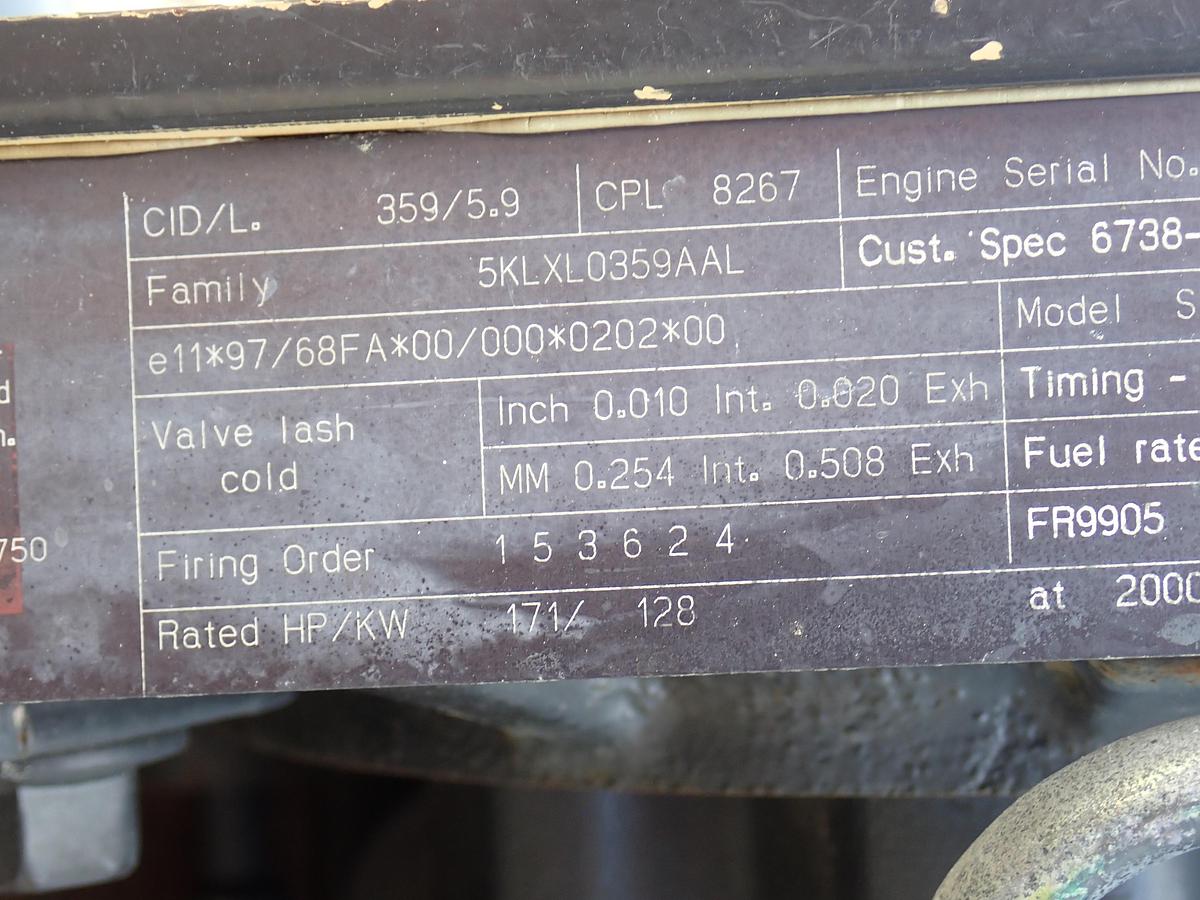 CID/L. 359/5.9 CPL 8267 Engine Serial No.
Family 5KLXL0359AAL Cust. Spec 6738-
e11*97/68FA*00/000*0202*00 Model S
Valve lash cold Inch 0.010 Int. 0.020 Exh Timing -
MM 0.254 Int. 0.508 Exh Fuel rate
Firing Order 1 5 3 6 2 4 FR9905
Rated HP/KW 171/ 128 at 2000
750